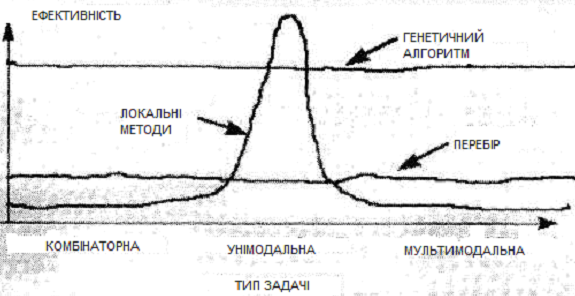 ЕФЕКТИВНІСТЬ
ГЕНЕТИЧНИЙ
АЛГОРИТМ
ЛОКАЛЬНІ
МЕТОДИ
ПЕРЕБІР
КОМБІНАТОРНА
УНІМОДАЛЬНА
МУЛЬТИМОДАЛЬНА
ТИП ЗАДАЧІ